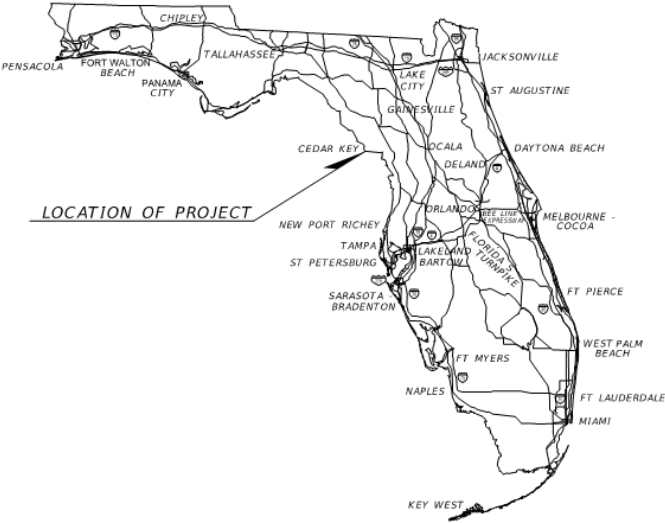 CHIPLEY
PENSACOLA
FORT WALTON
BEACH
PANAMA
CITY
TALLAHASSEE
LAKE
CITY
JACKSONVILLE
ST AUGUSTINE
GAINESVILLE
CEDAR KEY
OCALA
DELAND
DAYTONA BEACH
LOCATION OF PROJECT
ORLANDO
BEE LINE
EXPRESSWAY
MELBOURNE -
COCOA
NEW PORT RICHEY
TAMPA
ST PETERSBURG
LAKELAND
BARTOW
FLORIDA'S
TURNPIKE
SARASOTA -
BRADENTON
FT PIERCE
WEST PALM
BEACH
FT MYERS
NAPLES
FT LAUDERDALE
MIAMI
KEY WEST